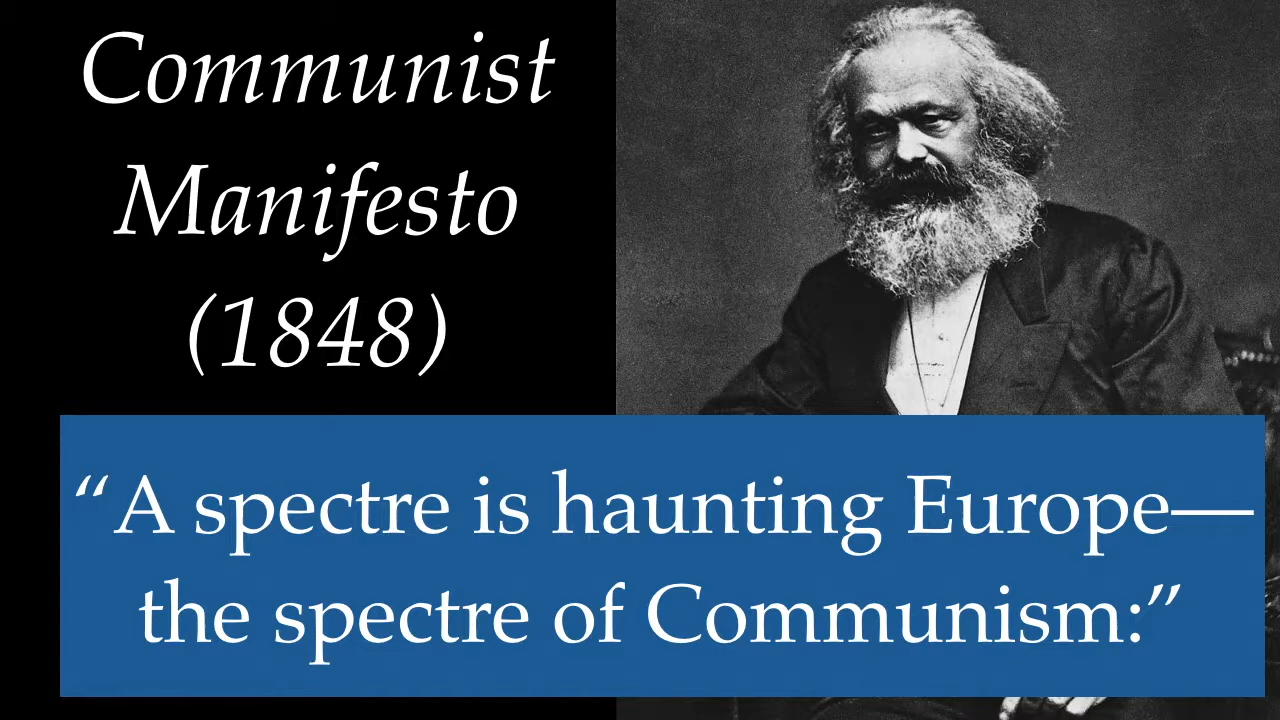 Communist
Manifesto
(1848)
“A spectre is haunting Europe—
the spectre of Communism:”